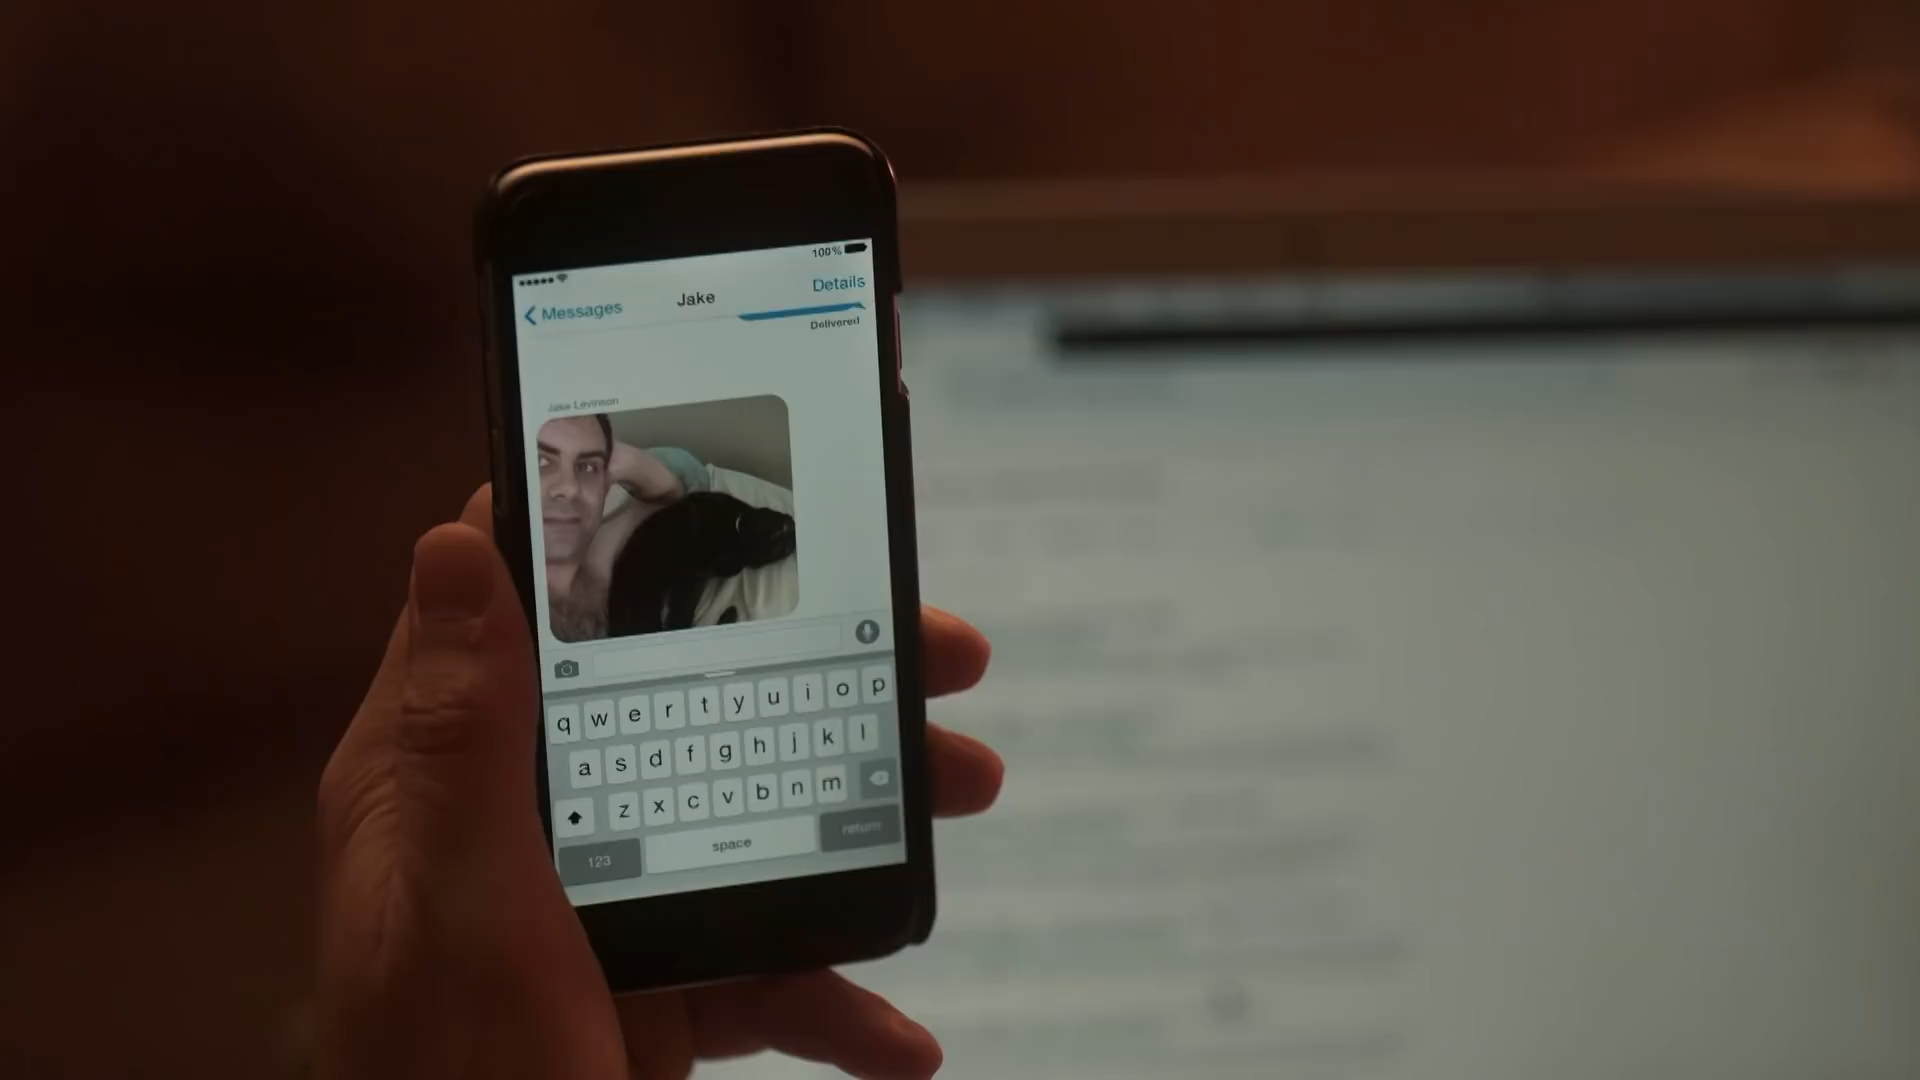 100%
Messages
Jake
Details
Delivered
Jake Levinson
q w e r t y u i o p
a s d f g h j k l
z x c v b n m
123
space
return